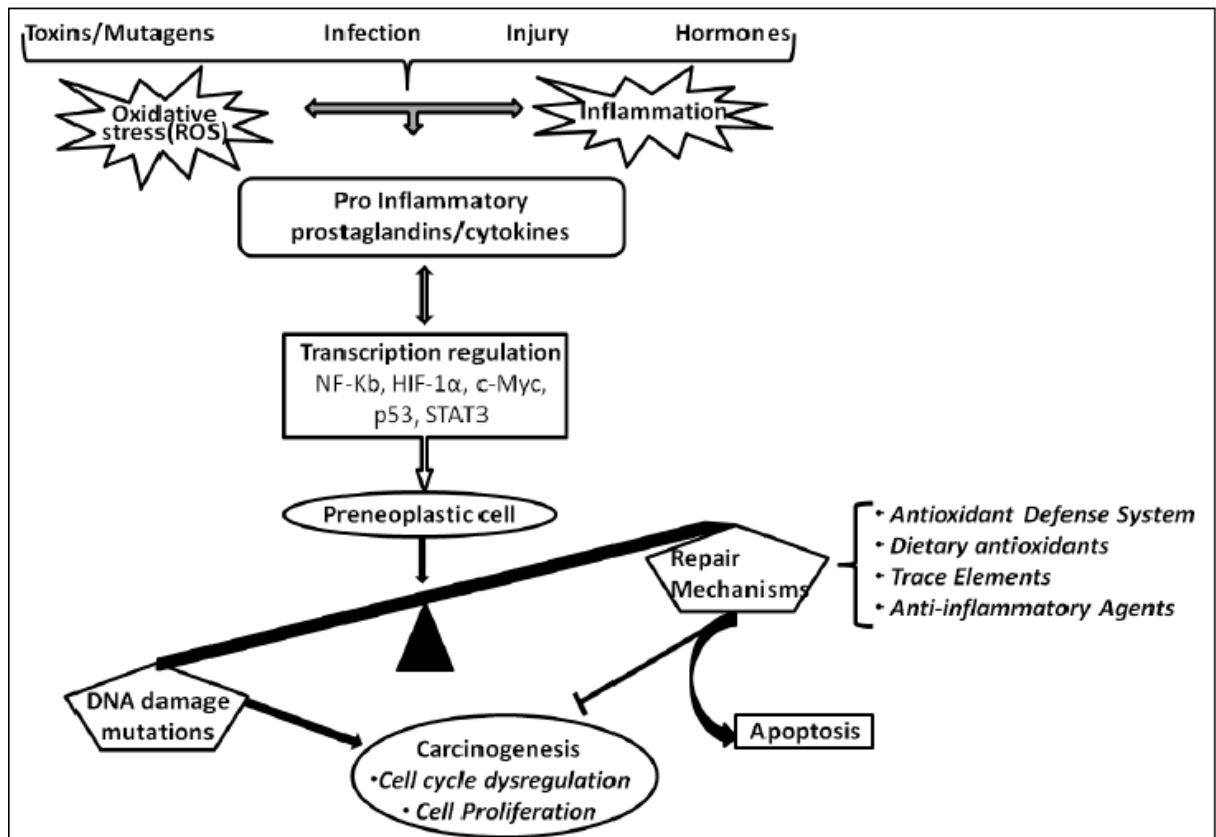 Toxins/Mutagens Infection Injury Hormones
Oxidative
stress(ROS)
Inflammation
Pro Inflammatory
prostaglandins/cytokines
Transcription regulation
NF-Kb, HIF-1α, c-Myc,
p53, STAT3
Preneoplastic cell
Repair
Mechanisms
• Antioxidant Defense System
• Dietary antioxidants
• Trace Elements
• Anti-inflammatory Agents
DNA damage
mutations
Carcinogenesis
•Cell cycle dysregulation
• Cell Proliferation
Apoptosis